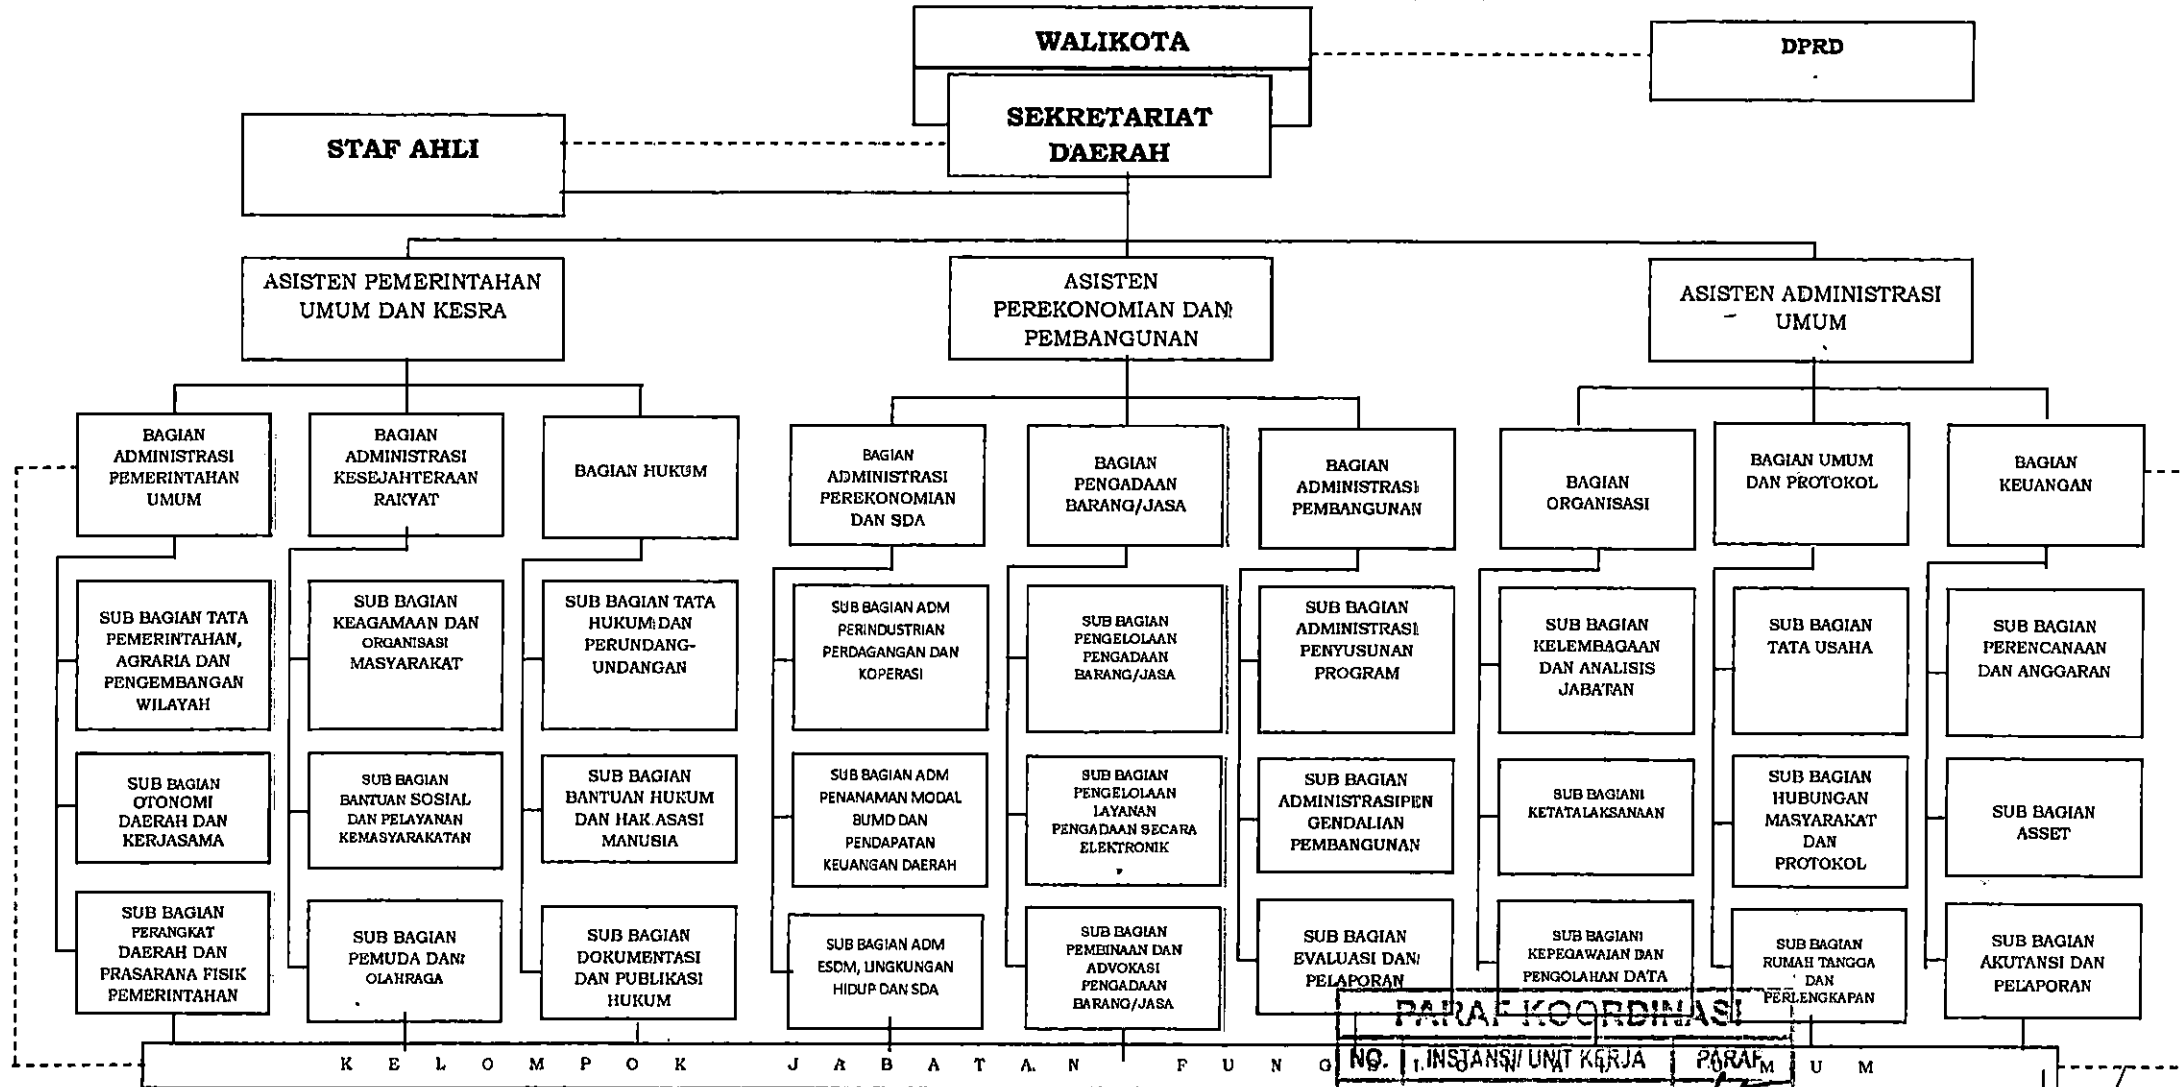 WALIKOTA
DPRD
SEKRETARIAT
DAERAH
STAF AHLI
ASISTEN PEMERINTAHAN
UMUM DAN KESRA
ASISTEN
PEREKONOMIAN DAN
PEMBANGUNAN
ASISTEN ADMINISTRASI
UMUM
BAGIAN
ADMINISTRASI
PEMERINTAHAN
UMUM
BAGIAN
ADMINISTRASI
KESEJAHTERAAN
RAKYAT
BAGIAN HUKUM
BAGIAN
ADMINISTRASI
PEREKONOMIAN
DAN SDA
BAGIAN
PENGADAAN
BARANG/JASA
BAGIAN
ADMINISTRASI
PEMBANGUNAN
BAGIAN
ORGANISASI
BAGIAN UMUM
DAN PROTOKOL
BAGIAN
KEUANGAN
SUB BAGIAN TATA
PEMERINTAHAN,
AGRARIA DAN
PENGEMBANGAN
WILAYAH
SUB BAGIAN
KEAGAMAAN DAN
ORGANISASI
MASYARAKAT
SUB BAGIAN TATA
HUKUM DAN
PERUNDANG-
UNDANGAN
SUB BAGIAN ADM
PERINDUSTRIAN
PERDAGANGAN DAN
KOPERASI
SUB BAGIAN
PENGELOLAAN
PENGADAAN
BARANG/JASA
SUB BAGIAN
ADMINISTRASI
PENYUSUNAN
PROGRAM
SUB BAGIAN
KELEMBAGAAN
DAN ANALISIS
JABATAN
SUB BAGIAN
TATA USAHA
SUB BAGIAN
PERENCANAAN
DAN ANGGARAN
SUB BAGIAN
OTONOMI
DAERAH DAN
KERJASAMA
SUB BAGIAN
BANTUAN SOSIAL
DAN PELAYANAN
KEMASYARAKATAN
SUB BAGIAN
BANTUAN HUKUM
DAN HAK ASASI
MANUSIA
SUB BAGIAN ADM
PENANAMAN MODAL
BUMD DAN
PENDAPATAN
KEUANGAN DAERAH
SUB BAGIAN
PENGELOLAAN
LAYANAN
PENGADAAN SECARA
ELEKTRONIK
SUB BAGIAN
ADMINISTRASIPEN
GENDALIAN
PEMBANGUNAN
SUB BAGIAN
KETATALAKSANAAN
SUB BAGIAN
HUBUNGAN
MASYARAKAT
DAN
PROTOKOL
SUB BAGIAN
ASSET
SUB BAGIAN
PERANGKAT
DAERAH DAN
PRASARANA FISIK
PEMERINTAHAN
SUB BAGIAN
PEMUDA DAN
OLAHRAGA
SUB BAGIAN
DOKUMENTASI
DAN PUBLIKASI
HUKUM
SUB BAGIAN ADM
ESDM, LINGKUNGAN
HIDUP DAN SDA
SUB BAGIAN
PEMBINAAN DAN
ADVOKASI
PENGADAAN
BARANG/JASA
SUB BAGIAN
EVALUASI DAN
PELAPORAN
SUB BAGIAN
KEPEGAWAIAN DAN
PENGOLAHAN DATA
SUB BAGIAN
RUMAH TANGGA
DAN
PERLENGKAPAN
SUB BAGIAN
AKUTANSI DAN
PELAPORAN
PARAF KOORDINASI
NO. INSTANSI/ UNIT KERJA PARAF
K E L O M P O K J A B A T A N F U N G S I O N A L U M U M